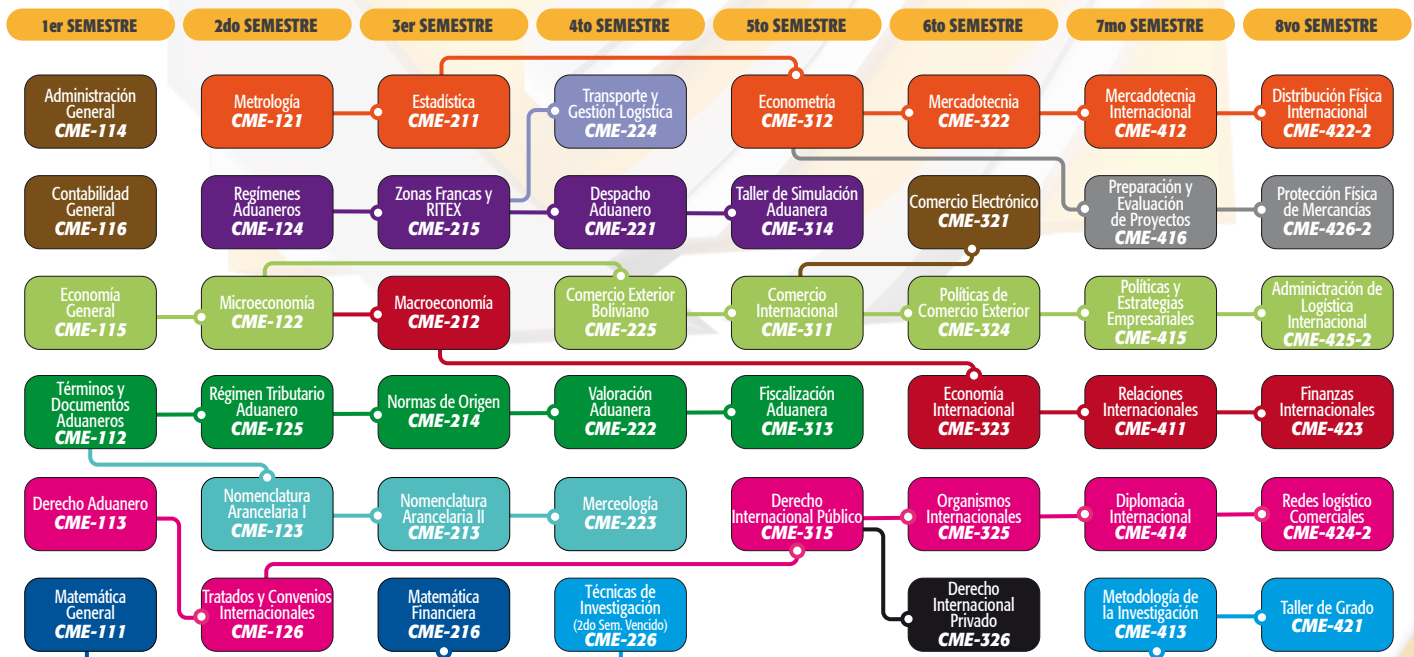 1er SEMESTRE
2do SEMESTRE
3er SEMESTRE
4to SEMESTRE
5to SEMESTRE
6to SEMESTRE
7mo SEMESTRE
8vo SEMESTRE
Administración
General
CME-114
Metrología
CME-121
Estadística
CME-211
Transporte y
Gestión Logística
CME-224
Econometría
CME-312
Mercadotecnia
CME-322
Mercadotecnia
Internacional
CME-412
Distribución Física
Internacional
CME-422-2
Contabilidad
General
CME-116
Regímenes
Aduaneros
CME-124
Zonas Francas y
RITEX
CME-215
Despacho
Aduanero
CME-221
Taller de Simulación
Aduanera
CME-314
Comercio Electrónico
CME-321
Preparación y
Evaluación
de Proyectos
CME-416
Protección Física
de Mercancías
CME-426-2
Economía
General
CME-115
Microeconomía
CME-122
Macroeconomía
CME-212
Comercio Exterior
Boliviano
CME-225
Comercio
Internacional
CME-311
Políticas de
Comercio Exterior
CME-324
Políticas y
Estrategias
Empresariales
CME-415
Adminictración de
Logística
Internacional
CME-425-2
Términos y
Documentos
Aduaneros
CME-112
Régimen Tributario
Aduanero
CME-125
Normas de Origen
CME-214
Valoración
Aduanera
CME-222
Fiscalización
Aduanera
CME-313
Economía
Internacional
CME-323
Relaciones
Internacionales
CME-411
Finanzas
Internacionales
CME-423
Derecho Aduanero
CME-113
Nomenclatura
Arancelaria I
CME-123
Nomenclatura
Arancelaria II
CME-213
Merceología
CME-223
Derecho
Internacional Público
CME-315
Organismos
Internacionales
CME-325
Diplomacia
Internacional
CME-414
Redes logístico
Comerciales
CME-424-2
Matemática
General
CME-111
Tratados y Convenios
Internacionales
CME-126
Matemática
Financiera
CME-216
Técnicas de
Investigación
(2do Sem. Vencido)
CME-226
Derecho
Internacional
Privado
CME-326
Metodología de
la Investigación
CME-413
Taller de Grado
CME-421